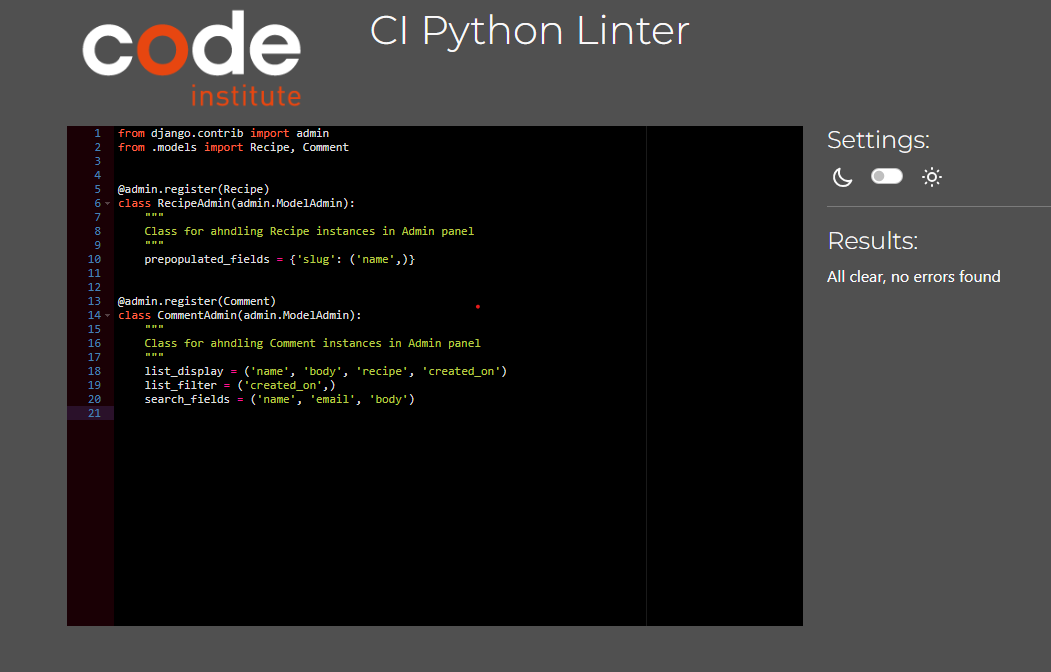 code
institute
CI Python Linter
1 from django.contrib import admin
2 from .models import Recipe, Comment
3
4
5 @admin.register(Recipe)
6 class RecipeAdmin(admin.ModelAdmin):
7     """
8     Class for ahndling Recipe instances in Admin panel
9     """
10     prepopulated_fields = {'slug': ('name',)}
11
12
13 @admin.register(Comment)
14 class CommentAdmin(admin.ModelAdmin):
15     """
16     Class for ahndling Comment instances in Admin panel
17     """
18     list_display = ('name', 'body', 'recipe', 'created_on')
19     list_filter = ('created_on',)
20     search_fields = ('name', 'email', 'body')
21
Settings:
Results:
All clear, no errors found